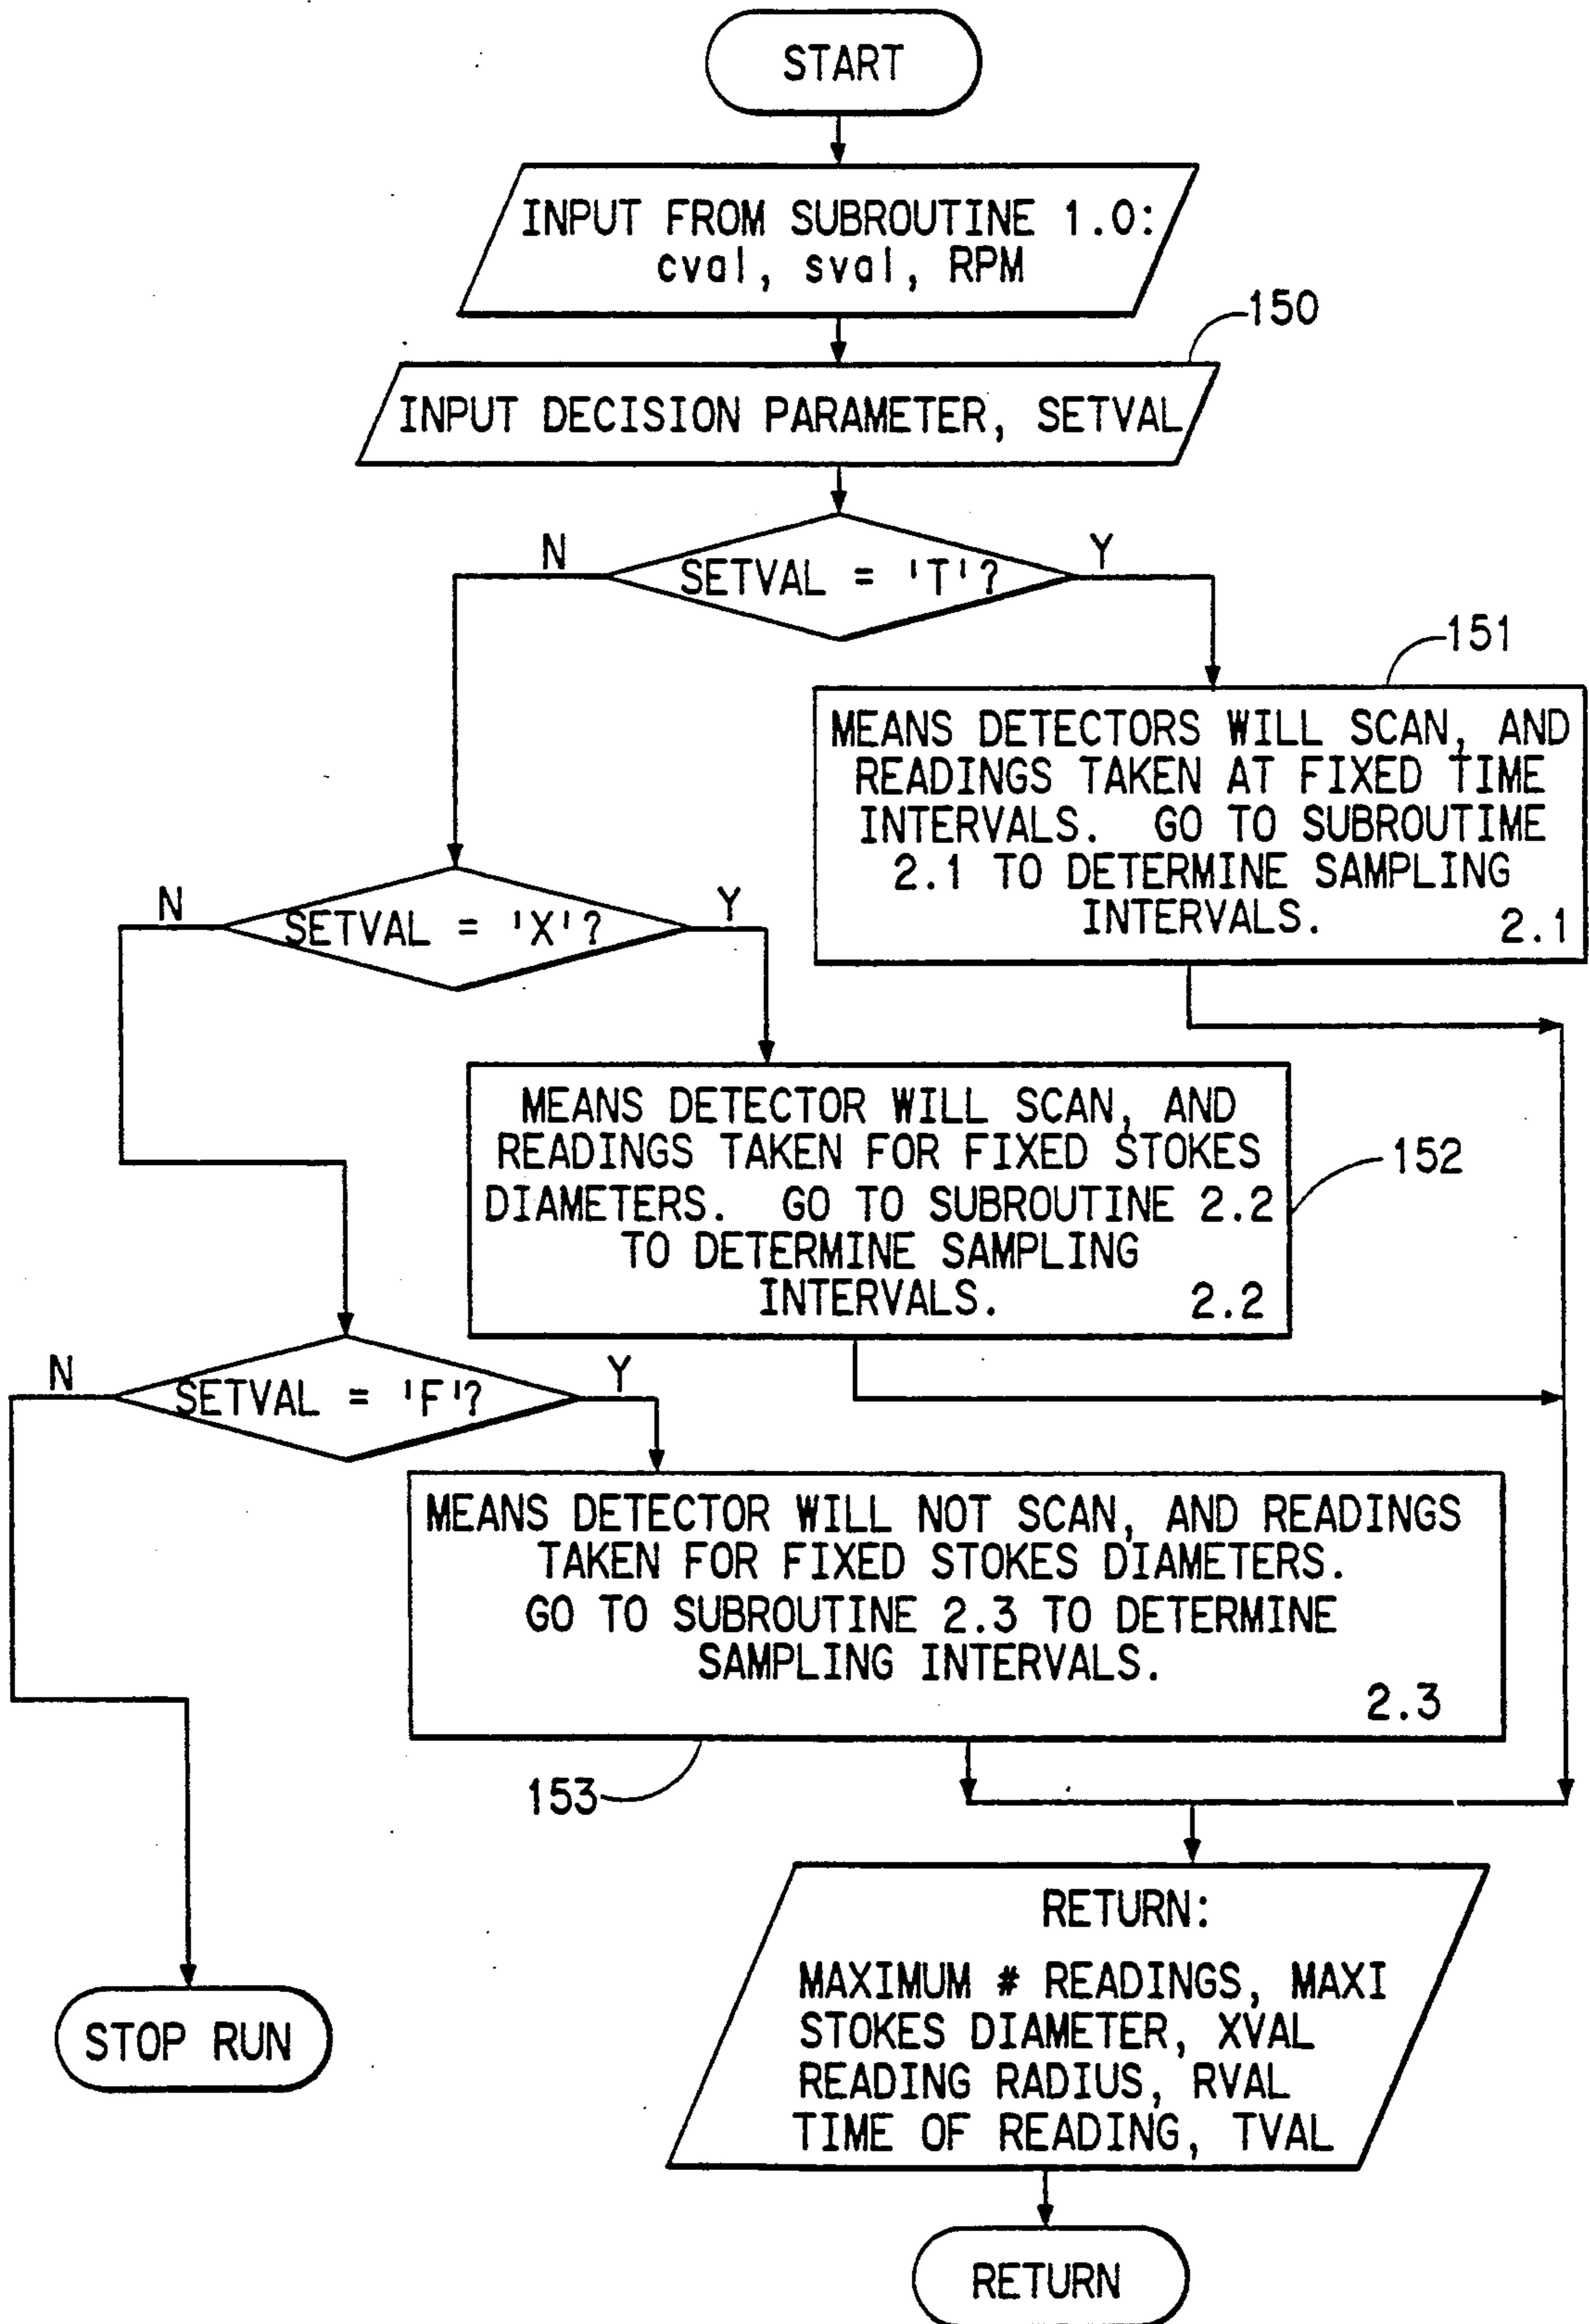 START
INPUT FROM SUBROUTINE 1.0:
cval, sval, RPM
150
INPUT DECISION PARAMETER, SETVAL
N
SETVAL = 'T'?
Y
151
MEANS DETECTORS WILL SCAN, AND
READINGS TAKEN AT FIXED TIME
INTERVALS. GO TO SUBROUTIME
2.1 TO DETERMINE SAMPLING
INTERVALS. 2.1
N
SETVAL = 'X'?
Y
MEANS DETECTOR WILL SCAN, AND
READINGS TAKEN FOR FIXED STOKES
DIAMETERS. GO TO SUBROUTINE 2.2
TO DETERMINE SAMPLING
INTERVALS. 2.2
152
N
SETVAL = 'F'?
Y
MEANS DETECTOR WILL NOT SCAN, AND READINGS
TAKEN FOR FIXED STOKES DIAMETERS.
GO TO SUBROUTINE 2.3 TO DETERMINE
SAMPLING INTERVALS.
2.3
153
RETURN:
MAXIMUM # READINGS, MAXI
STOKES DIAMETER, XVAL
READING RADIUS, RVAL
TIME OF READING, TVAL
STOP RUN
RETURN